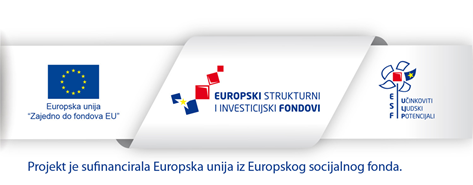 Europska unija
"Zajedno do fondova EU"
EUROPSKI STRUKTURNI
I INVESTICIJSKI FONDOVI
ESF
UČINKOVITI
LJUDSKI
POTENCIJALI
Projekt je sufinancirala Europska unija iz Europskog socijalnog fonda.